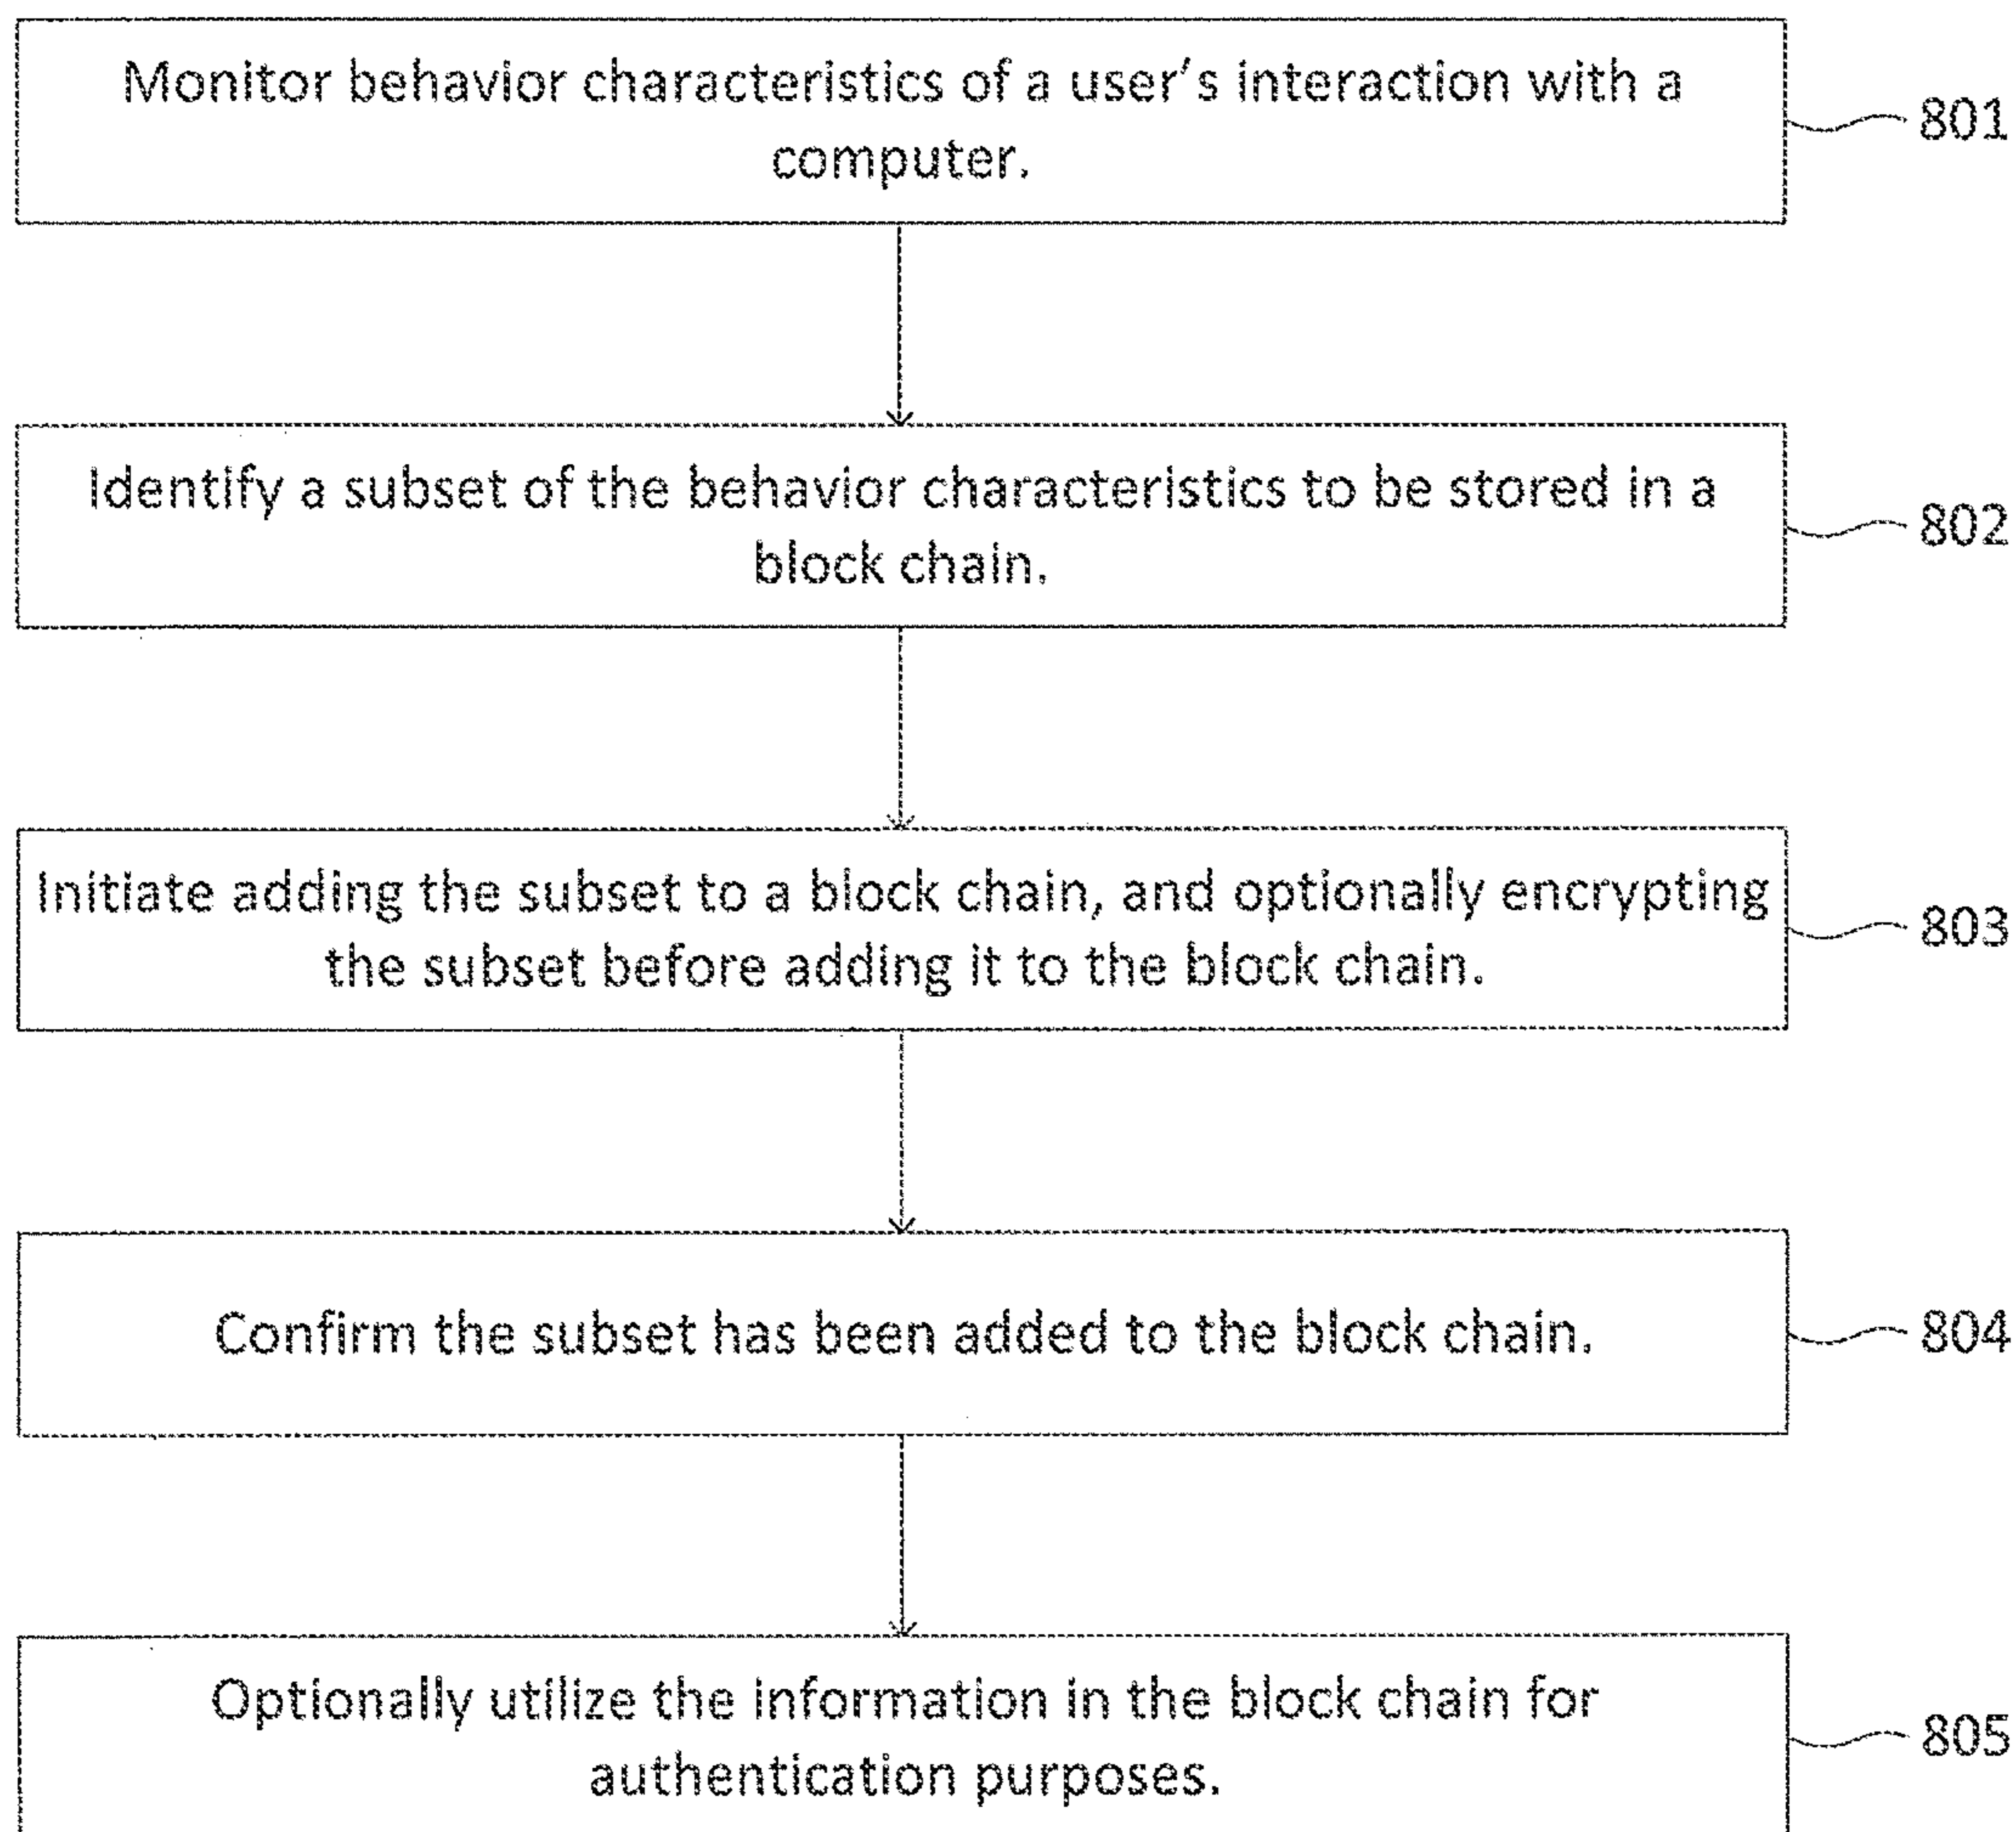 Monitor behavior characteristics of a user's interaction with a
computer.
801
Identify a subset of the behavior characteristics to be stored in a
block chain.
802
Initiate adding the subset to a block chain, and optionally encrypting
the subset before adding it to the block chain.
803
Confirm the subset has been added to the block chain.
804
Optionally utilize the information in the block chain for
authentication purposes.
805